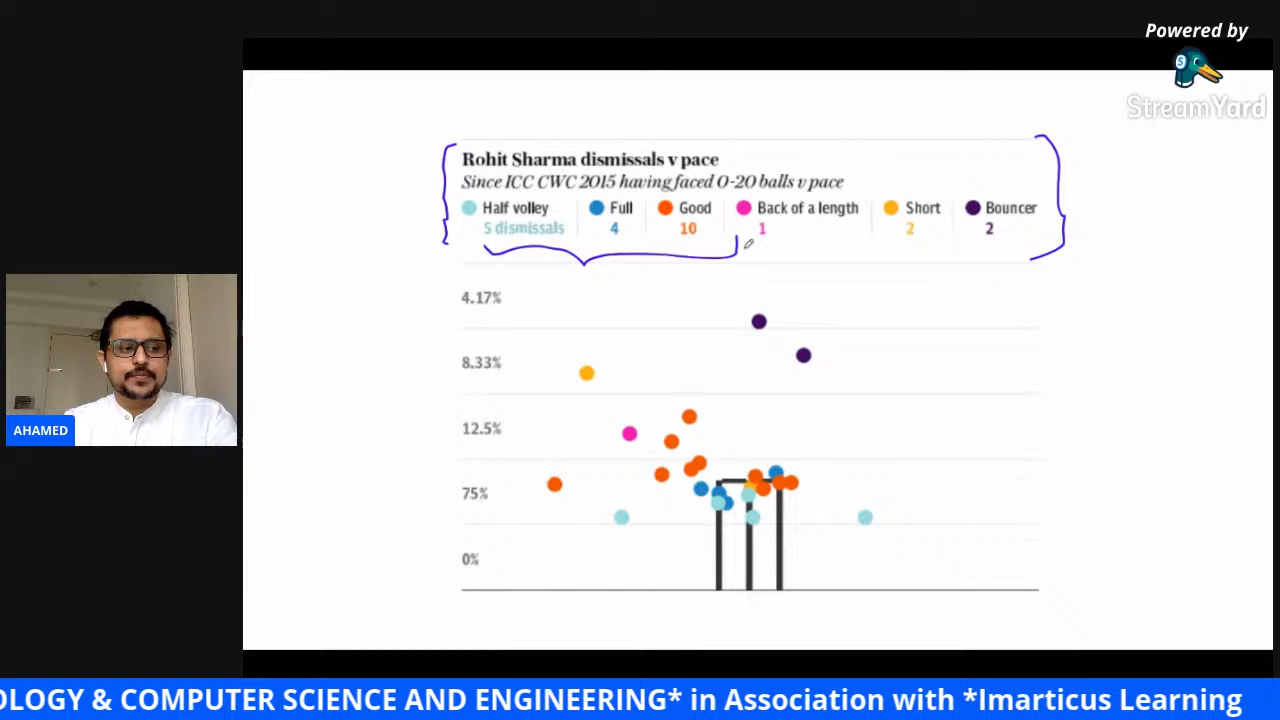 Powered by
StreamYard
Rohit Sharma dismissals v pace
Since ICC CWC 2015 having faced 0-20 balls v pace
Half volley Full Good Back of a length Short Bouncer
5 dismissals 4 10 1 2 2
4.17%
8.33%
12.5%
75%
0%
AHAMED
OLOGY & COMPUTER SCIENCE AND ENGINEERING* in Association with *Imarticus Learning